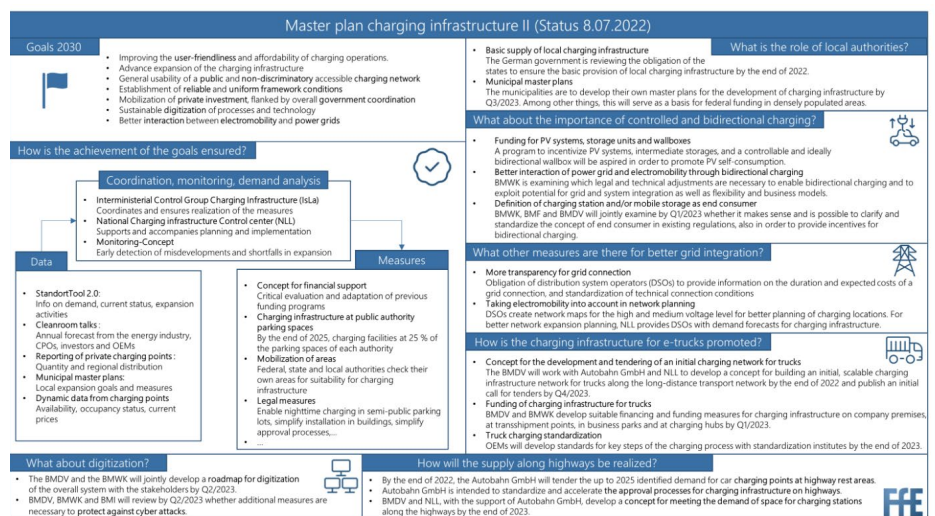 Master plan charging infrastructure II (Status 8.07.2022)
Goals 2030
• Improving the user-friendliness and affordability of charging operations.
• Advance expansion of the charging infrastructure
• General usability of a public and non-discriminatory accessible charging network
• Establishment of reliable and uniform framework conditions
• Mobilization of private investment, flanked by overall government coordination
• Sustainable digitization of processes and technology
• Better interaction between electromobility and power grids
How is the achievement of the goals ensured?
Coordination, monitoring, demand analysis
• Interministerial Control Group Charging Infrastructure (IsLa)
Coordinates and ensures realization of the measures
• National Charging infrastructure Control center (NLL)
Supports and accompanies planning and implementation
• Monitoring-Concept
Early detection of misdevelopments and shortfalls in expansion
Data
• StandortTool 2.0:
Info on demand, current status, expansion
activities
• Cleanroom talks :
Annual forecast from the energy industry,
CPOs, investors and OEMs
• Reporting of private charging points :
Quantity and regional distribution
• Municipal master plans:
Local expansion goals and measures
• Dynamic data from charging points
Availability, occupancy status, current
prices
Measures
• Concept for financial support
Critical evaluation and adaptation of previous
funding programs
• Charging infrastructure at public authority
parking spaces
By the end of 2025, charging facilities at 25 % of
the parking spaces of each authority
• Mobilization of areas
Federal, state and local authorities check their
own areas for suitability for charging
infrastructure
• Legal measures
Enable nighttime charging in semi-public parking
lots, simplify installation in buildings, simplify
approval processes,...
• ...
What is the role of local authorities?
• Basic supply of local charging infrastructure
The German government is reviewing the obligation of the
states to ensure the basic provision of local charging infrastructure by the end of 2022.
• Municipal master plans
The municipalities are to develop their own master plans for the development of charging infrastructure by
Q3/2023. Among other things, this will serve as a basis for federal funding in densely populated areas.
What about the importance of controlled and bidirectional charging?
• Funding for PV systems, storage units and wallboxes
A program to incentivize PV systems, intermediate storages, and a controllable and ideally
bidirectional wallbox will be aspired in order to promote PV self-consumption.
• Better interaction of power grid and electromobility through bidirectional charging
BMWK is examining which legal and technical adjustments are necessary to enable bidirectional charging and to
exploit potential for grid and system integration as well as flexibility and business models.
• Definition of charging station and/or mobile storage as end consumer
BMWK, BMF and BMDV will jointly examine by Q1/2023 whether it makes sense and is possible to clarify and
standardize the concept of end consumer in existing regulations, also in order to provide incentives for
bidirectional charging.
What other measures are there for better grid integration?
• More transparency for grid connection
Obligation of distribution system operators (DSOs) to provide information on the duration and expected costs of a
grid connection, and standardization of technical connection conditions
• Taking electromobility into account in network planning
DSOs create network maps for the high and medium voltage level for better planning of charging locations. For
better network expansion planning, NLL provides DSOs with demand forecasts for charging infrastructure.
How is the charging infrastructure for e-trucks promoted?
• Concept for the development and tendering of an initial charging network for trucks
The BMDV will work with Autobahn GmbH and NLL to develop a concept for building an initial, scalable charging
infrastructure network for trucks along the long-distance transport network by the end of 2022 and publish an initial
call for tenders by Q4/2023.
• Funding of charging infrastructure for trucks
BMDV and BMWK develop suitable financing and funding measures for charging infrastructure on company premises,
at transshipment points, in business parks and at charging hubs by Q1/2023.
• Truck charging standardization
OEMs will develop standards for key steps of the charging process with standardization institutes by the end of 2023.
What about digitization?
• The BMDV and the BMWK will jointly develop a roadmap for digitization
of the overall system with the stakeholders by Q2/2023.
• BMDV, BMWK and BMI will review by Q2/2023 whether additional measures are
necessary to protect against cyber attacks.
How will the supply along highways be realized?
• By the end of 2022, the Autobahn GmbH will tender the up to 2025 identified demand for car charging points at highway rest areas.
• Autobahn GmbH is intended to standardize and accelerate the approval processes for charging infrastructure on highways.
• BMDV and NLL, with the support of Autobahn GmbH, develop a concept for meeting the demand of space for charging stations
along the highways by the end of 2023.
FfE